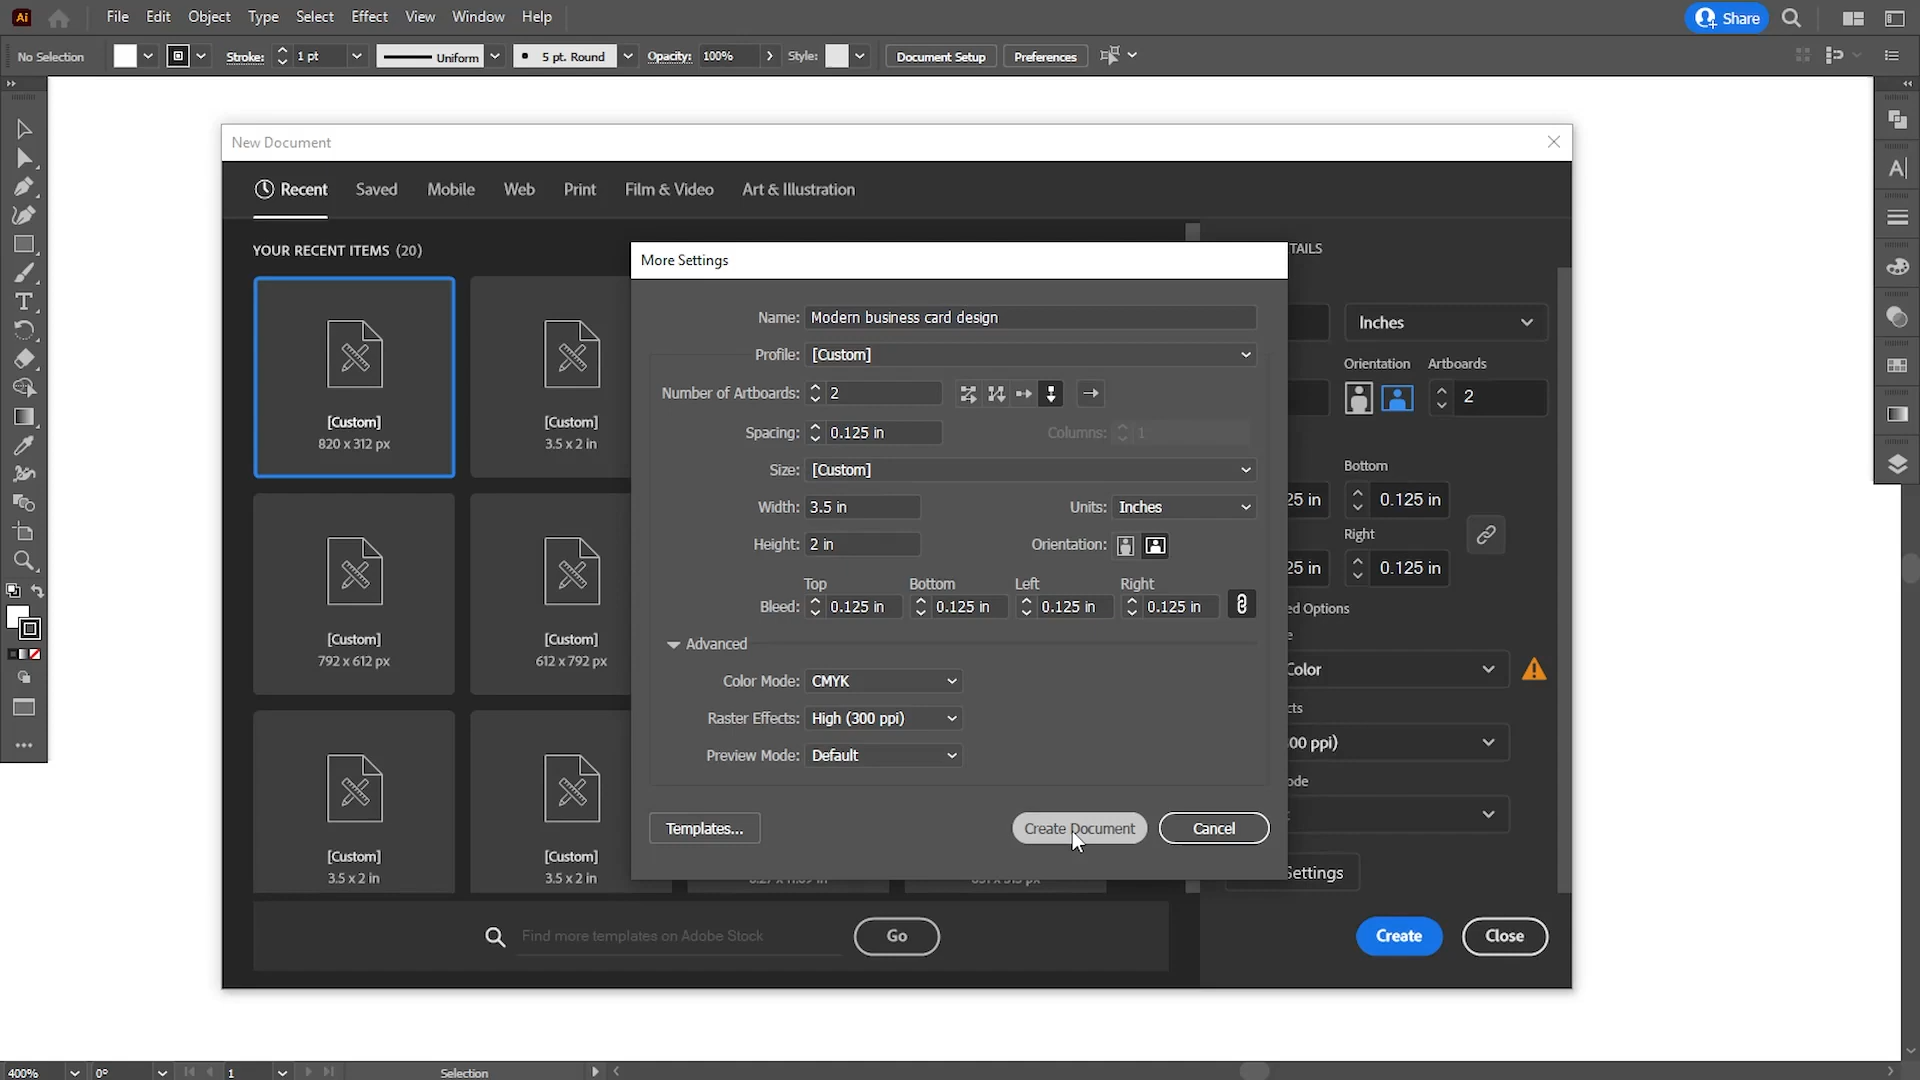 Ai File Edit Object Type Select Effect View Window Help Share
No Selection Stroke: 1 pt Uniform 5 pt. Round Opacity: 100% Style: Document Setup Preferences
New Document
Recent Saved Mobile Web Print Film & Video Art & Illustration
YOUR RECENT ITEMS (20)
[Custom]
820 x 312 px
[Custom]
3.5 x 2 in
[Custom]
792 x 612 px
[Custom]
612 x 792 px
[Custom]
3.5 x 2 in
[Custom]
3.5 x 2 in
More Settings
Name: Modern business card design
Profile: [Custom]
Number of Artboards: 2
Spacing: 0.125 in Columns: 1
Size: [Custom]
Width: 3.5 in Units: Inches
Height: 2 in Orientation:
Top Bottom Left Right
Bleed: 0.125 in 0.125 in 0.125 in 0.125 in
Advanced
Color Mode: CMYK
Raster Effects: High (300 ppi)
Preview Mode: Default
Templates... Create Document Cancel
TAILS
Inches
Orientation Artboards
2
Bottom
25 in 0.125 in
Right
25 in 0.125 in
ed Options
e
Color
cts
00 ppi)
ode
Settings
Find more templates on Adobe Stock Go
Create Close
400% 0° 1 Selection